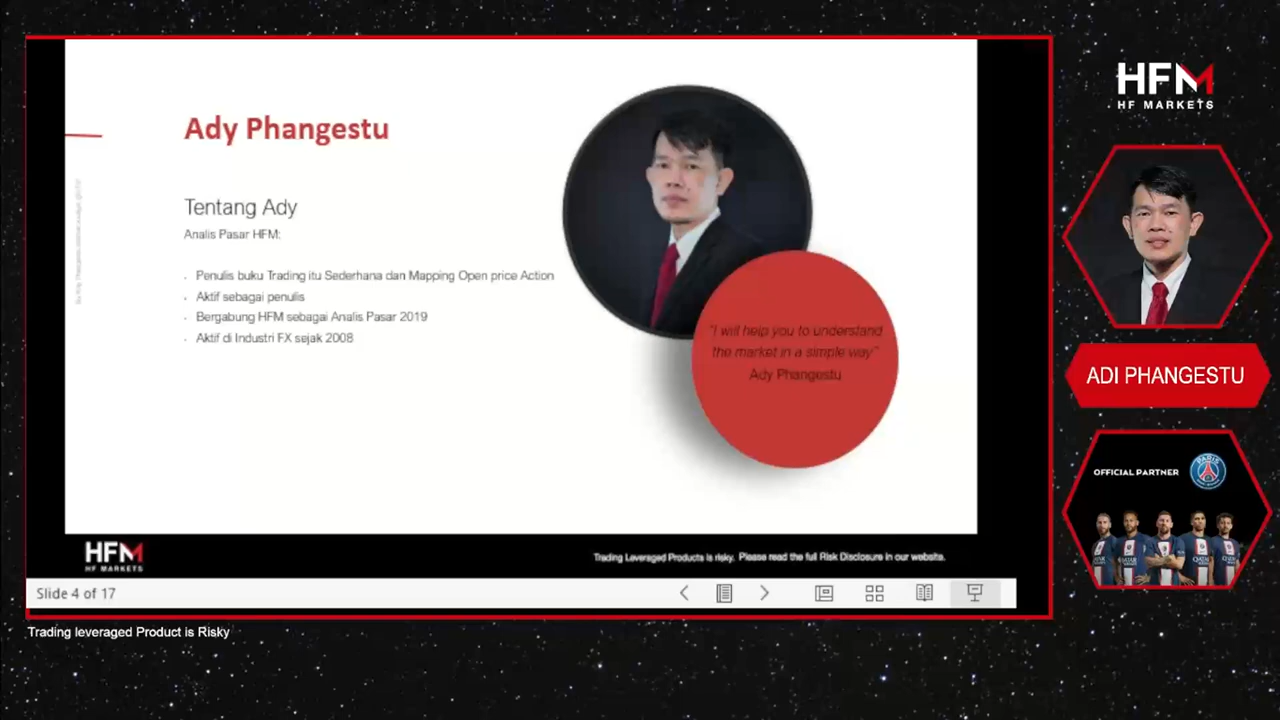 Ady Phangestu
Tentang Ady
Analis Pasar HFM:
Penulis buku Trading itu Sederhana dan Mapping Open price Action
Aktif sebagai penulis
Bergabung HFM sebagai Analis Pasar 2019
Aktif di Industri FX sejak 2008
"I will help you to understand
the market in a simple way"
Ady Phangestu
HFM
HF MARKETS
Trading Leveraged Products is risky. Please read the full Risk Disclosure in our website.
Slide 4 of 17
Trading leveraged Product is Risky
HFM
HF MARKETS
ADI PHANGESTU
OFFICIAL PARTNER
PARIS